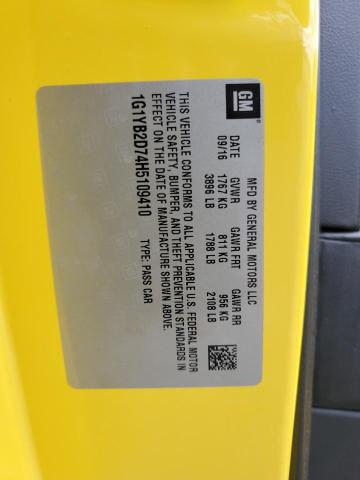 GM
MFD BY GENERAL MOTORS LLC
DATE GVWR GAWR FRT GAWR RR
09/16 1767 KG 811 KG 956 KG
3896 LB 1788 LB 2108 LB
THIS VEHICLE CONFORMS TO ALL APPLICABLE U.S. FEDERAL MOTOR
VEHICLE SAFETY, BUMPER, AND THEFT PREVENTION STANDARDS IN
EFFECT ON THE DATE OF MANUFACTURE SHOWN ABOVE.
1G1YB2D74H5109410 TYPE: PASS CAR